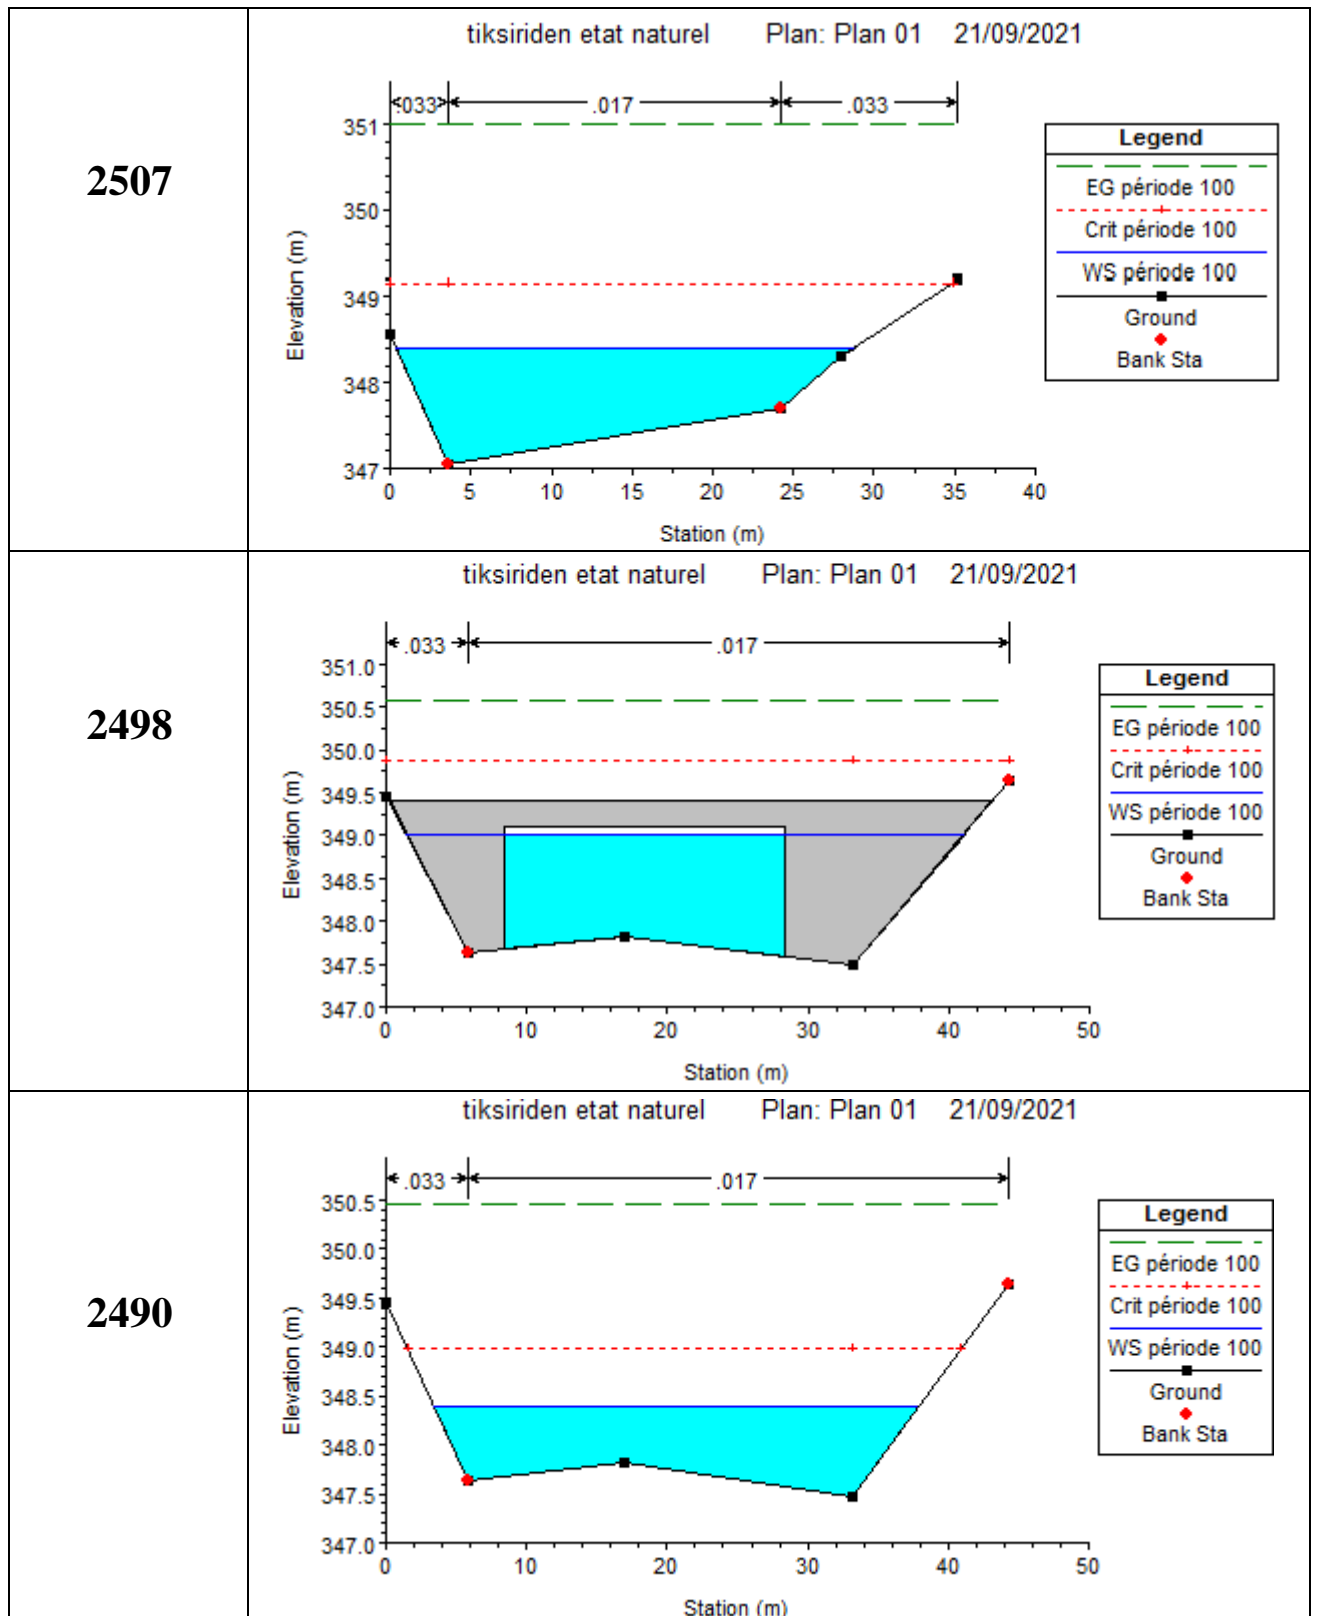 2507
tiksiriden etat naturel Plan: Plan 01 21/09/2021
.033 .017 .033
351
350
349
348
347
Elevation (m)
0 5 10 15 20 25 30 35 40
Station (m)
Legend
EG période 100
Crit période 100
WS période 100
Ground
Bank Sta
2498
tiksiriden etat naturel Plan: Plan 01 21/09/2021
.033 .017
351.0
350.5
350.0
349.5
349.0
348.5
348.0
347.5
347.0
Elevation (m)
0 10 20 30 40 50
Station (m)
Legend
EG période 100
Crit période 100
WS période 100
Ground
Bank Sta
2490
tiksiriden etat naturel Plan: Plan 01 21/09/2021
.033 .017
350.5
350.0
349.5
349.0
348.5
348.0
347.5
347.0
Elevation (m)
0 10 20 30 40 50
Station (m)
Legend
EG période 100
Crit période 100
WS période 100
Ground
Bank Sta